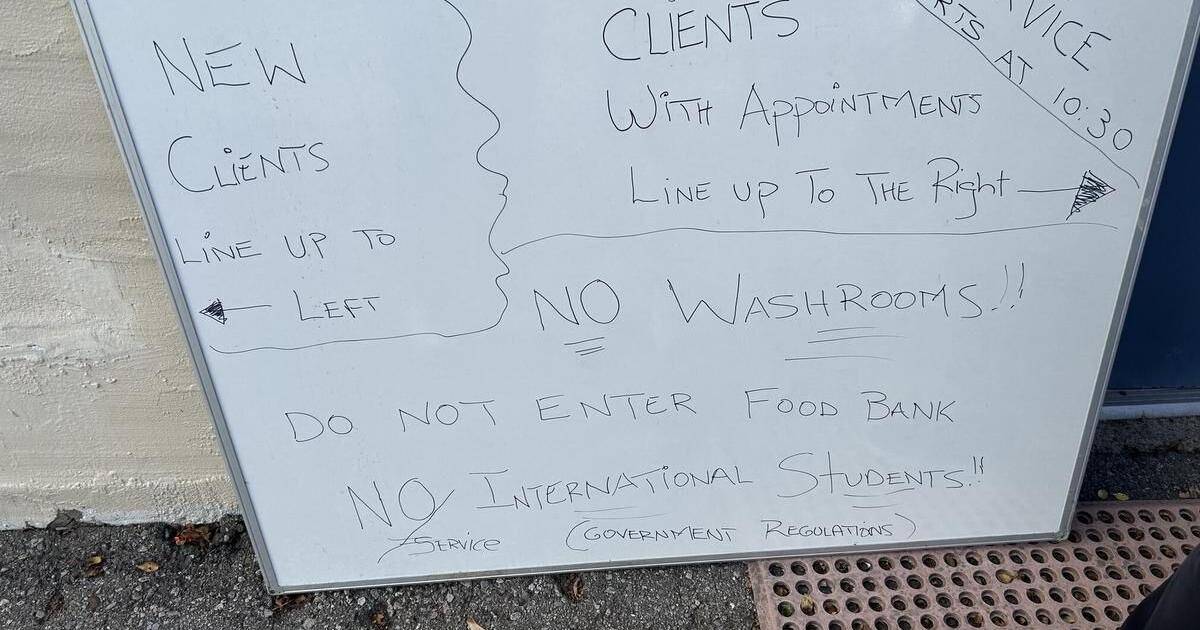 NEW
CLIENTS
LINE UP TO
LEFT
CLIENTS
WITH APPOINTMENTS
LINE UP TO THE Right
AT 10:30
NO WASHROOMS!!
DO NOT ENTER FOOD BANK
NO INTERNATIONAL STUDENTS!!
SERVICE (GOVERNMENT REGULATIONS)